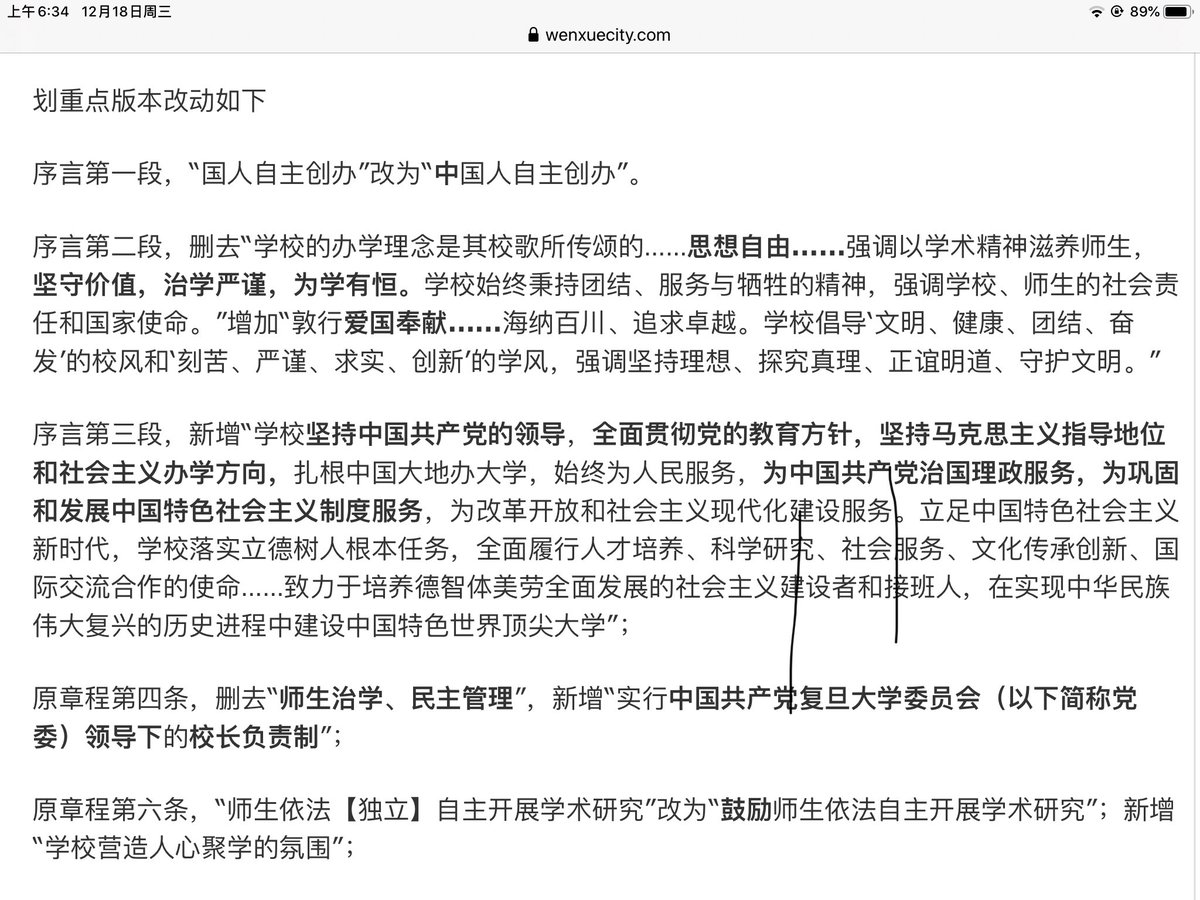 上午6:34 12月18日周三
89%
wenxuecity.com
划重点版本改动如下
序言第一段，“国人自主创办”改为“中国人自主创办”。
序言第二段，删去“学校的办学理念是其校歌所传颂的……思想自由……强调以学术精神滋养师生，
坚守价值，治学严谨，为学有恒。学校始终秉持团结、服务与牺牲的精神，强调学校、师生的社会责
任和国家使命。”增加“敦行爱国奉献……海纳百川、追求卓越。学校倡导‘文明、健康、团结、奋
发’的校风和‘刻苦、严谨、求实、创新’的学风，强调坚持理想、探究真理、正谊明道、守护文明。”
序言第三段，新增“学校坚持中国共产党的领导，全面贯彻党的教育方针，坚持马克思主义指导地位
和社会主义办学方向，扎根中国大地办大学，始终为人民服务，为中国共产党治国理政服务，为巩固
和发展中国特色社会主义制度服务，为改革开放和社会主义现代化建设服务。立足中国特色社会主义
新时代，学校落实立德树人根本任务，全面履行人才培养、科学研究、社会服务、文化传承创新、国
际交流合作的使命……致力于培养德智体美劳全面发展的社会主义建设者和接班人，在实现中华民族
伟大复兴的历史进程中建设中国特色世界顶尖大学”；
原章程第四条，删去“师生治学、民主管理”，新增“实行中国共产党复旦大学委员会（以下简称党
委）领导下的校长负责制”；
原章程第六条，“师生依法【独立】自主开展学术研究”改为“鼓励师生依法自主开展学术研究”；新增
“学校营造人心聚学的氛围”；